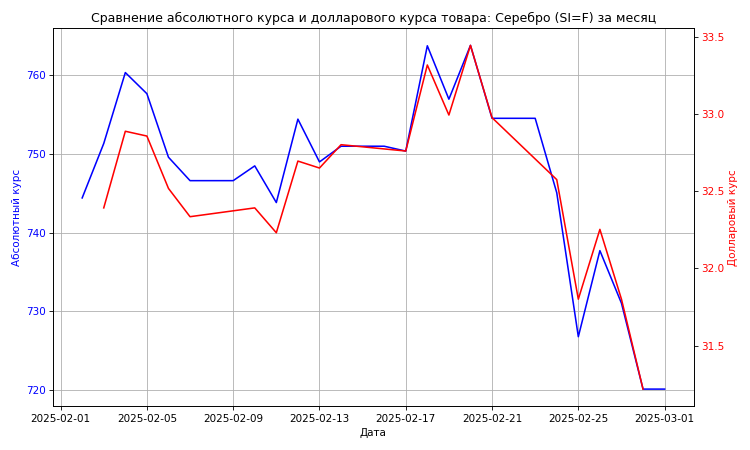 Сравнение абсолютного курса и долларового курса товара: Серебро (SI=F) за месяц
Абсолютный курс
760
750
740
730
720
33.5
33.0
32.5
32.0
31.5
Долларовый курс
2025-02-01 2025-02-05 2025-02-09 2025-02-13 2025-02-17 2025-02-21 2025-02-25 2025-03-01
Дата